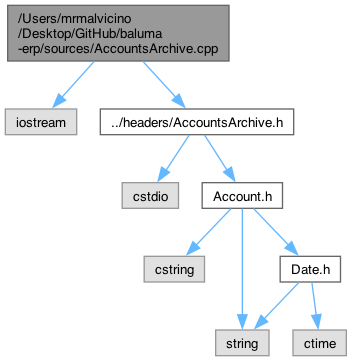 /Users/mrmalvicino
/Desktop/GitHub/baluma
-erp/sources/AccountsArchive.cpp
iostream
../headers/AccountsArchive.h
cstdio
Account.h
cstring
Date.h
string
ctime